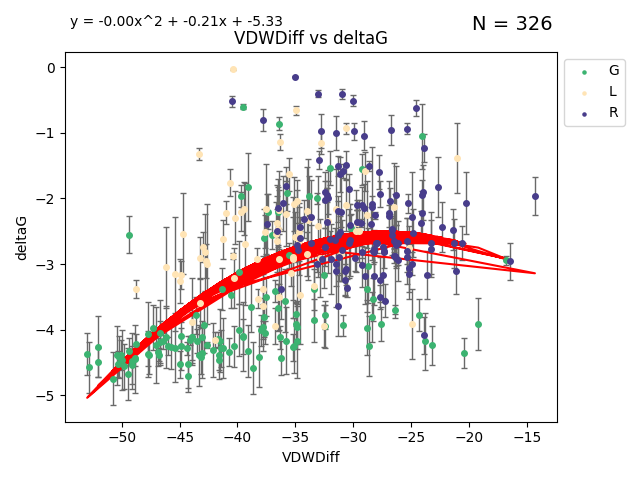 y = -0.00x^2 + -0.21x + -5.33
N = 326
VDWDiff vs deltaG
G
L
R
deltaG
0
−1
−2
−3
−4
−5
−50
−45
−40
−35
−30
−25
−20
−15
VDWDiff